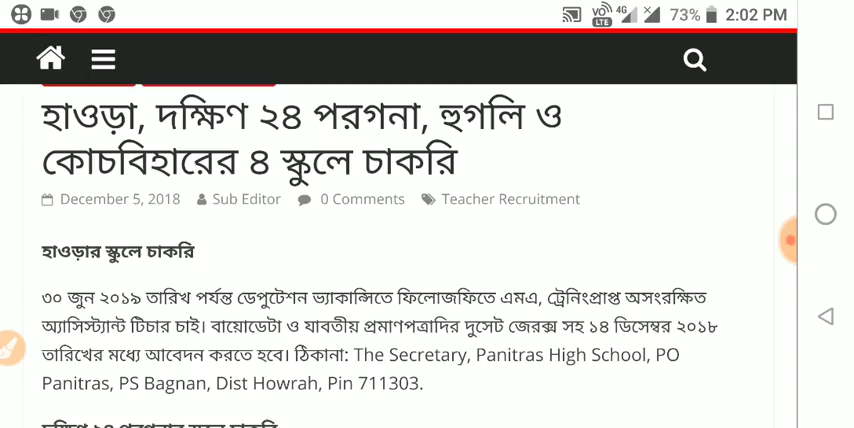 VO LTE 4G 73% 2:02 PM
হাওড়া, দক্ষিণ ২৪ পরগনা, হুগলি ও
কোচবিহারের ৪ স্কুলে চাকরি
December 5, 2018 Sub Editor 0 Comments Teacher Recruitment
হাওড়ার স্কুলে চাকরি
৩০ জুন ২০১৯ তারিখ পর্যন্ত ডেপুটেশন ভ্যাকান্সিতে ফিলোজফিতে এমএ, ট্রেনিংপ্রাপ্ত অসংরক্ষিত
অ্যাসিস্ট্যান্ট টিচার চাই। বায়োডেটা ও যাবতীয় প্রমাণপত্রাদির দুসেট জেরক্স সহ ১৪ ডিসেম্বর ২০১৮
তারিখের মধ্যে আবেদন করতে হবে। ঠিকানা: The Secretary, Panitras High School, PO
Panitras, PS Bagnan, Dist Howrah, Pin 711303.